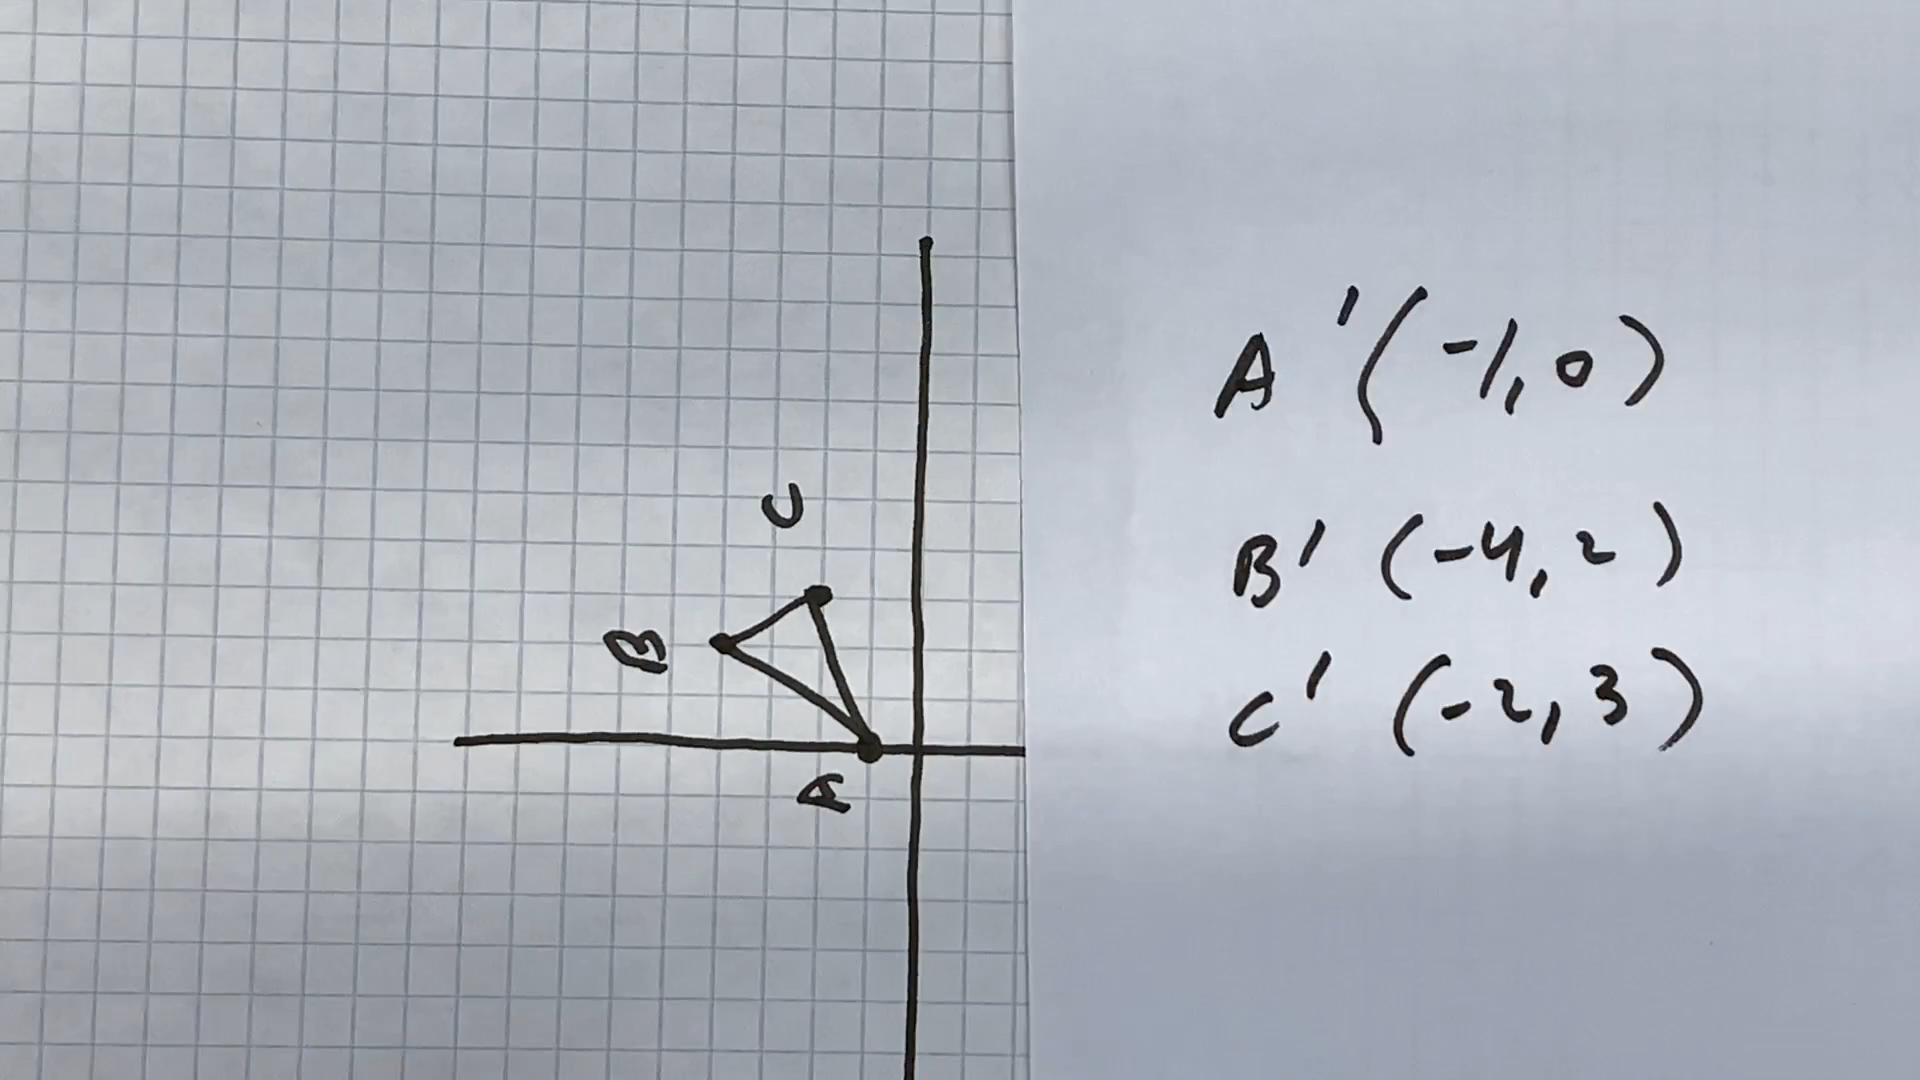 C
B
A
A'(-1,0)
B' (-4,2)
C' (-2,3)